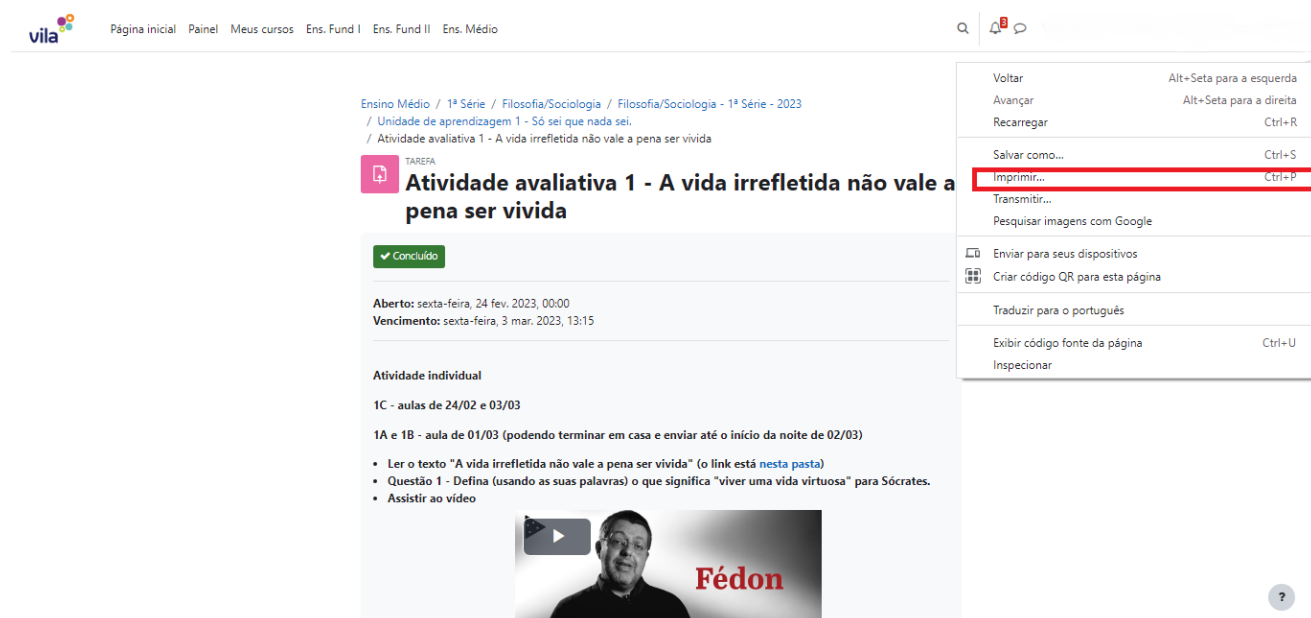 vila
Página inicial Painel Meus cursos Ens. Fund I Ens. Fund II Ens. Médio
3
Voltar Alt+Seta para a esquerda
Avançar Alt+Seta para a direita
Recarregar Ctrl+R
Salvar como... Ctrl+S
Imprimir... Ctrl+P
Transmitir...
Pesquisar imagens com Google
Enviar para seus dispositivos
Criar código QR para esta página
Traduzir para o português
Exibir código fonte da página Ctrl+U
Inspecionar
Ensino Médio / 1ª Série / Filosofia/Sociologia / Filosofia/Sociologia - 1ª Série - 2023
/ Unidade de aprendizagem 1 - Só sei que nada sei.
/ Atividade avaliativa 1 - A vida irrefletida não vale a pena ser vivida
TAREFA
Atividade avaliativa 1 - A vida irrefletida não vale a
pena ser vivida
Concluído
Aberto: sexta-feira, 24 fev. 2023, 00:00
Vencimento: sexta-feira, 3 mar. 2023, 13:15
Atividade individual
1C - aulas de 24/02 e 03/03
1A e 1B - aula de 01/03 (podendo terminar em casa e enviar até o início da noite de 02/03)
• Ler o texto "A vida irrefletida não vale a pena ser vivida" (o link está nesta pasta)
• Questão 1 - Defina (usando as suas palavras) o que significa "viver uma vida virtuosa" para Sócrates.
• Assistir ao vídeo
Fédon
?